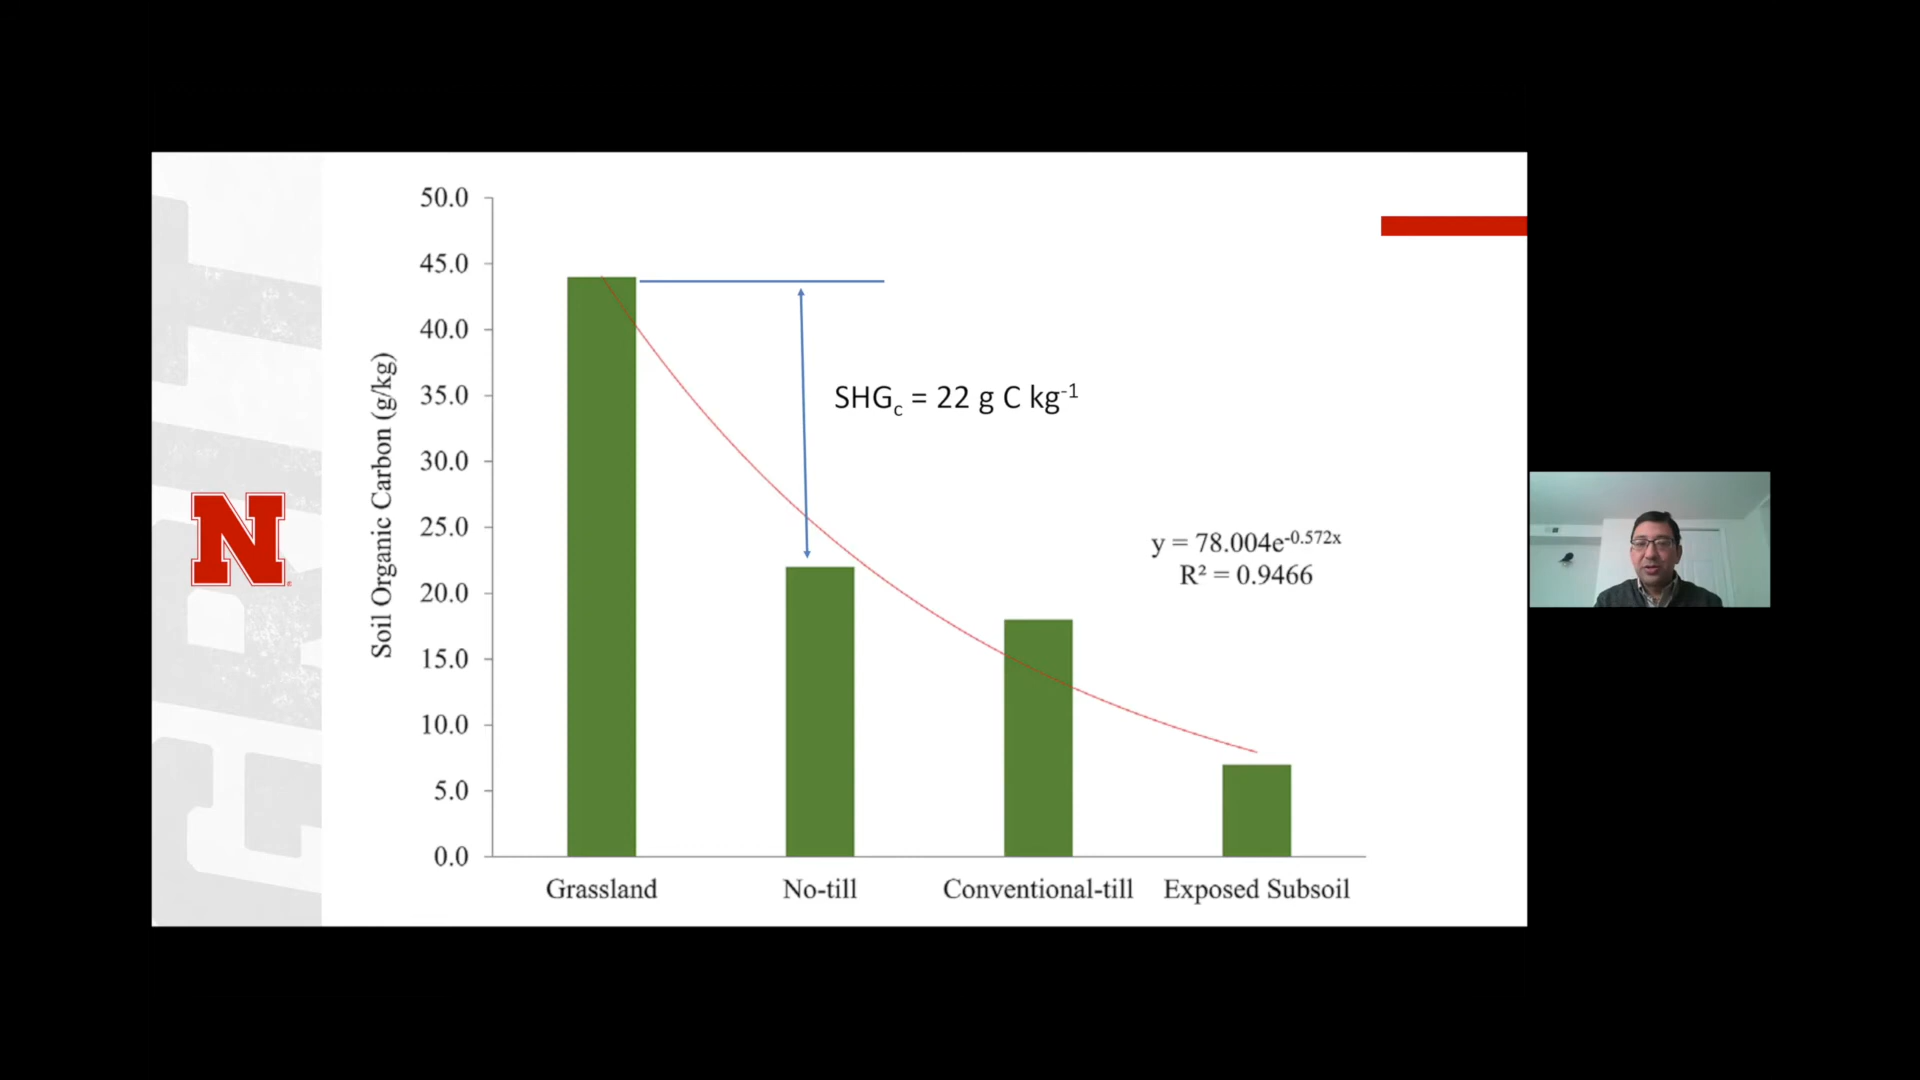 50.0
45.0
40.0
35.0
30.0
25.0
20.0
15.0
10.0
5.0
0.0
Soil Organic Carbon (g/kg)
SHGc = 22 g C kg-1
y = 78.004e-0.572x
R² = 0.9466
Grassland No-till Conventional-till Exposed Subsoil
N